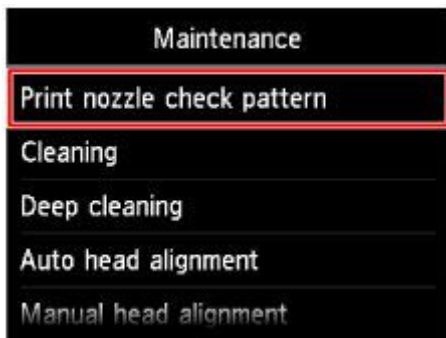 Maintenance
Print nozzle check pattern
Cleaning
Deep cleaning
Auto head alignment
Manual head alignment